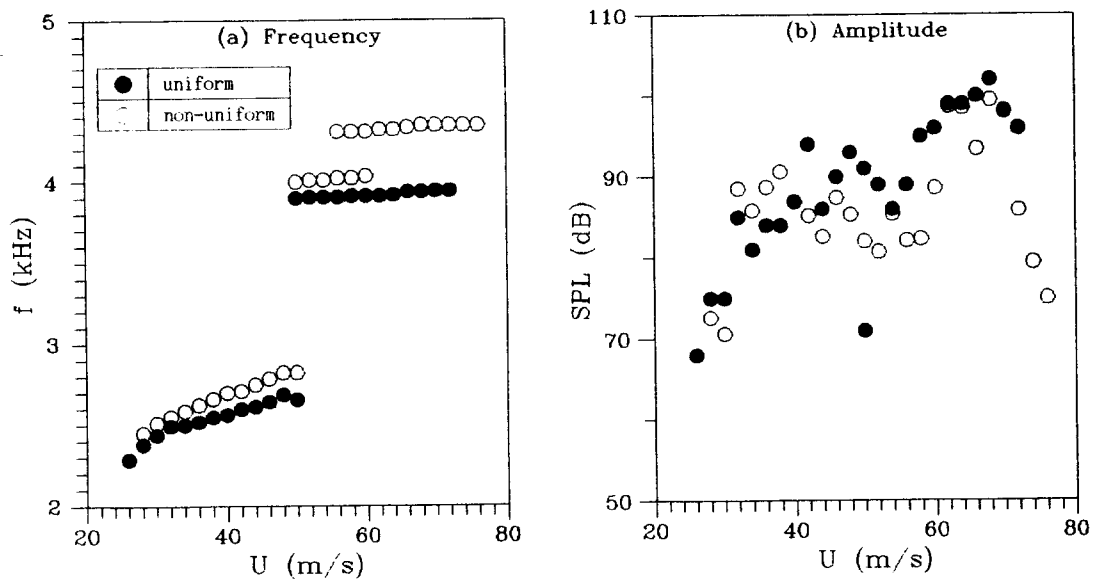 (a) Frequency
uniform
non-uniform
5
4
3
2
f (kHz)
20
40
60
80
U (m/s)
(b) Amplitude
110
90
70
50
SPL (dB)
20
40
60
80
U (m/s)